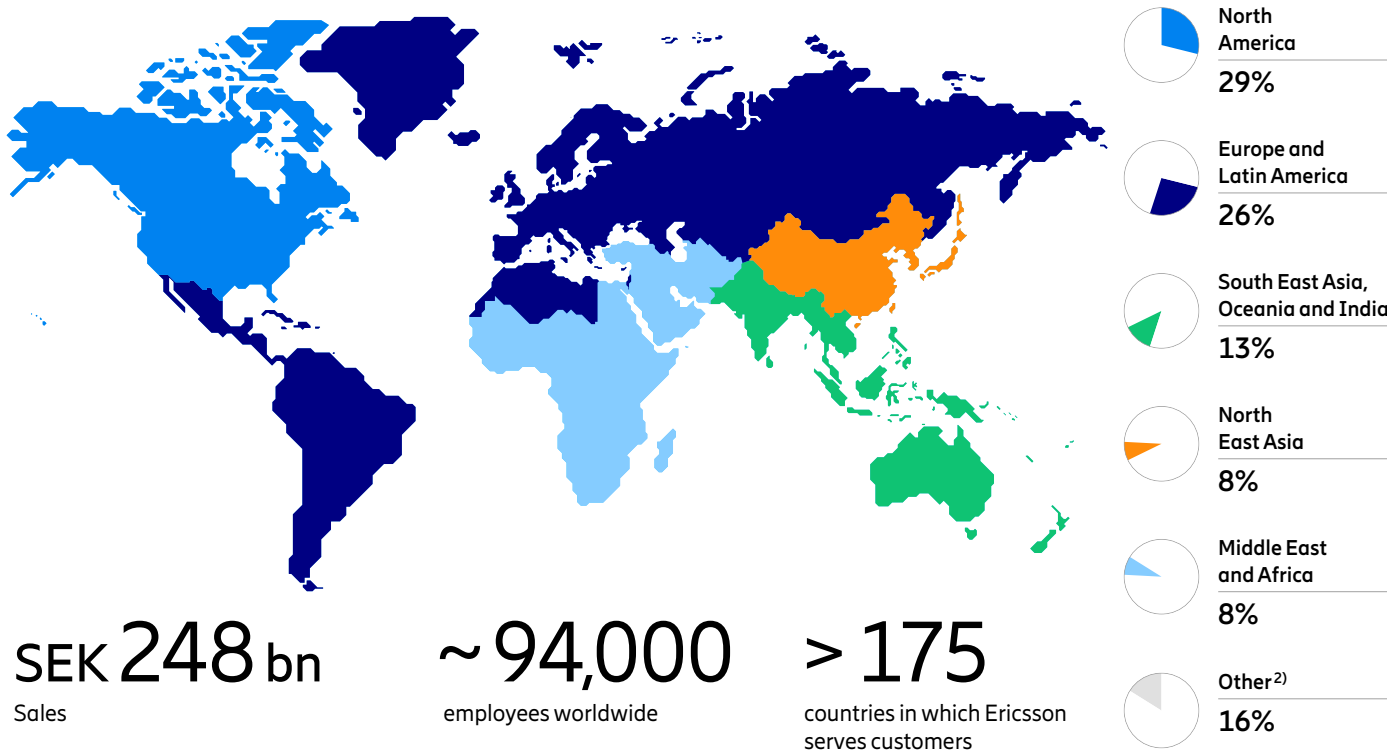 North
America
29%
Europe and
Latin America
26%
South East Asia,
Oceania and India
13%
North
East Asia
8%
Middle East
and Africa
8%
Other 2)
16%
SEK 248 bn
Sales
~94,000
employees worldwide
> 175
countries in which Ericsson
serves customers